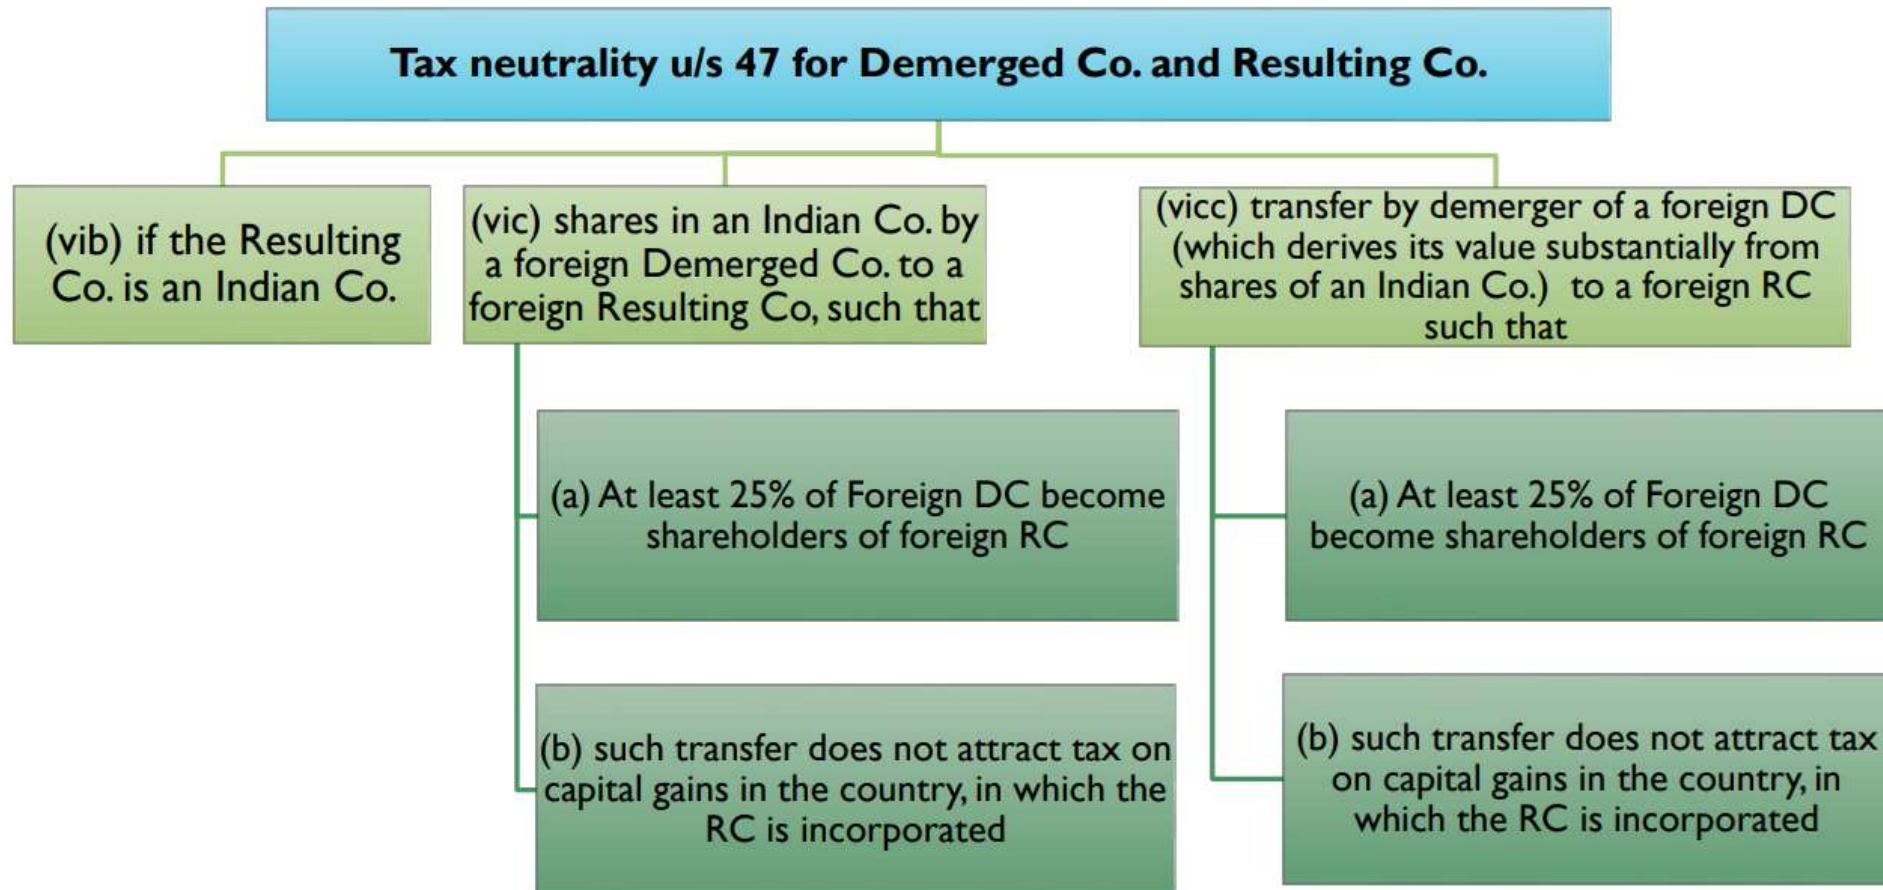 Tax neutrality u/s 47 for Demerged Co. and Resulting Co.
(vib) if the Resulting
Co. is an Indian Co.
(vic) shares in an Indian Co. by
a foreign Demerged Co. to a
foreign Resulting Co, such that
(a) At least 25% of Foreign DC become
shareholders of foreign RC
(b) such transfer does not attract tax on
capital gains in the country, in which the
RC is incorporated
(vicc) transfer by demerger of a foreign DC
(which derives its value substantially from
shares of an Indian Co.) to a foreign RC
such that
(a) At least 25% of Foreign DC
become shareholders of foreign RC
(b) such transfer does not attract tax
on capital gains in the country, in
which the RC is incorporated